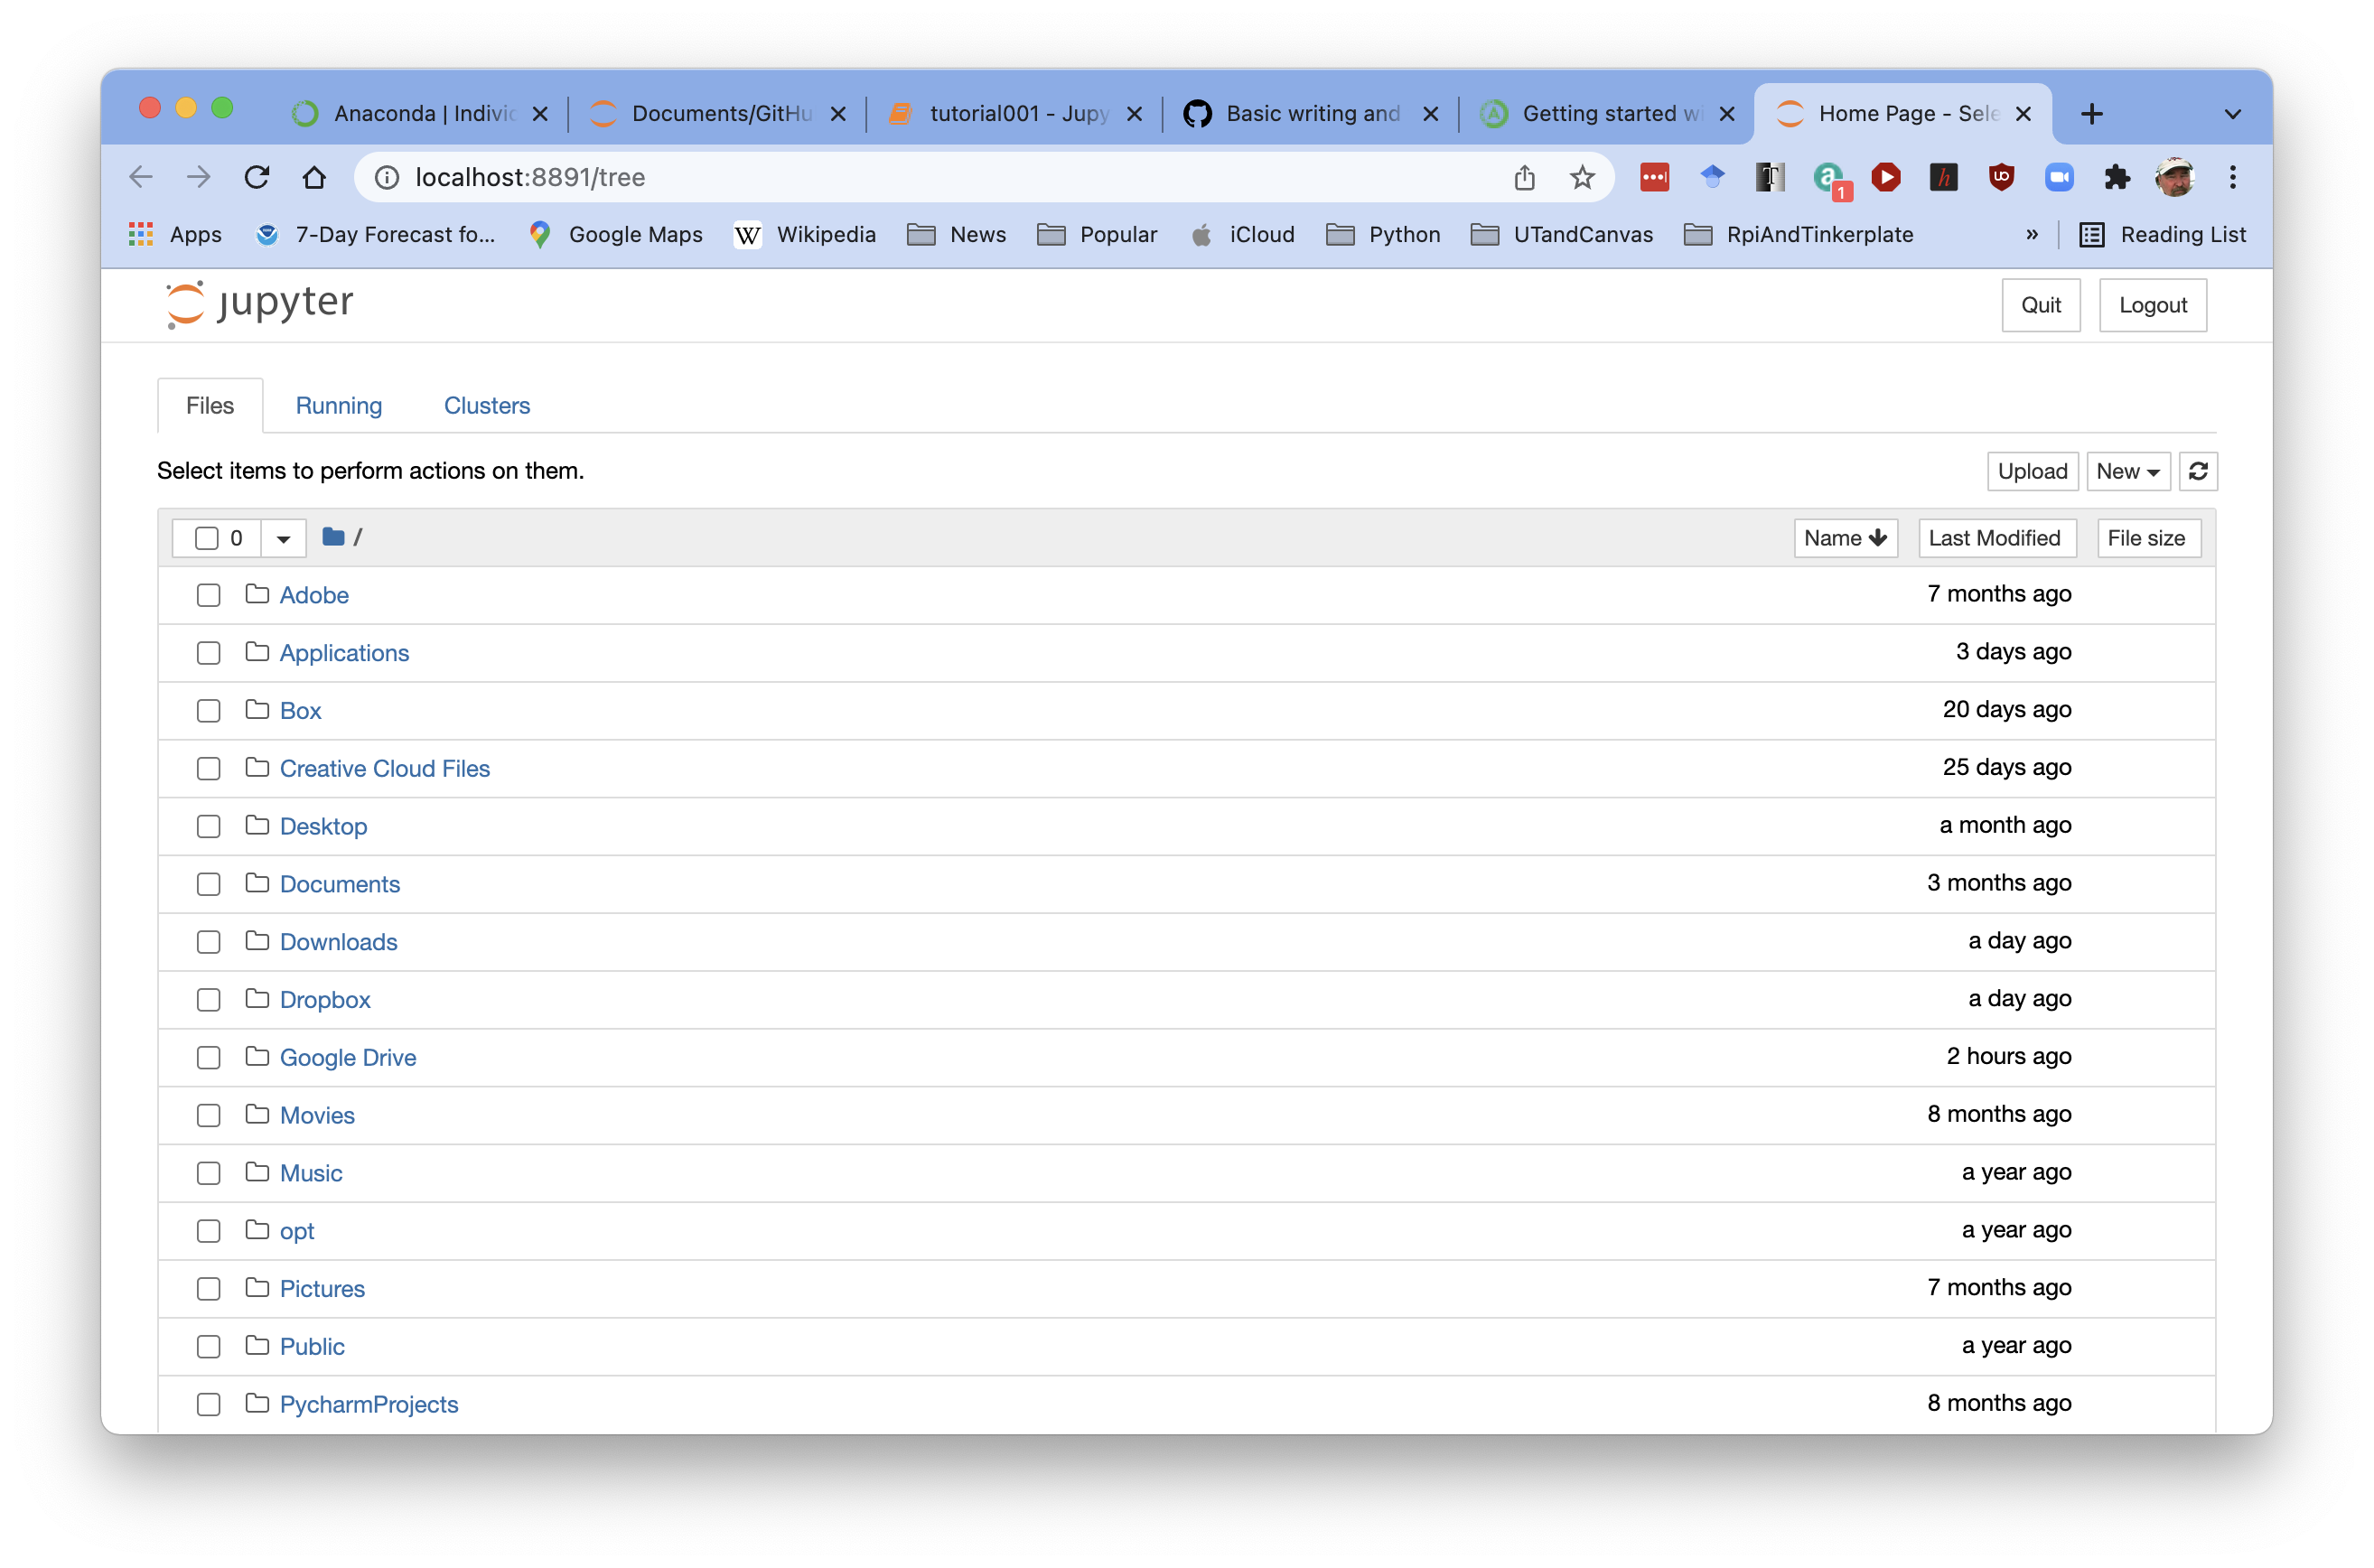 Anaconda | Indivi Documents/GitHu tutorial001 - Jupy Basic writing and Getting started wi Home Page - Sele
localhost:8891/tree
1
Apps 7-Day Forecast fo... Google Maps W Wikipedia News Popular iCloud Python UTandCanvas RpiAndTinkerplate » Reading List
jupyter Quit Logout
Files Running Clusters
Select items to perform actions on them. Upload New
0 / Name Last Modified File size
Adobe 7 months ago
Applications 3 days ago
Box 20 days ago
Creative Cloud Files 25 days ago
Desktop a month ago
Documents 3 months ago
Downloads a day ago
Dropbox a day ago
Google Drive 2 hours ago
Movies 8 months ago
Music a year ago
opt a year ago
Pictures 7 months ago
Public a year ago
PycharmProjects 8 months ago